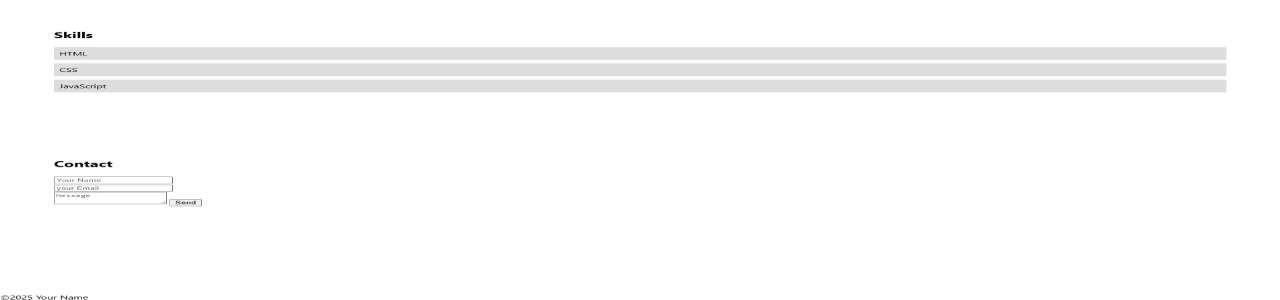 Skills
HTML
CSS
JavaScript
Contact
Your Name
your Email
Message
Send
©2025 Your Name